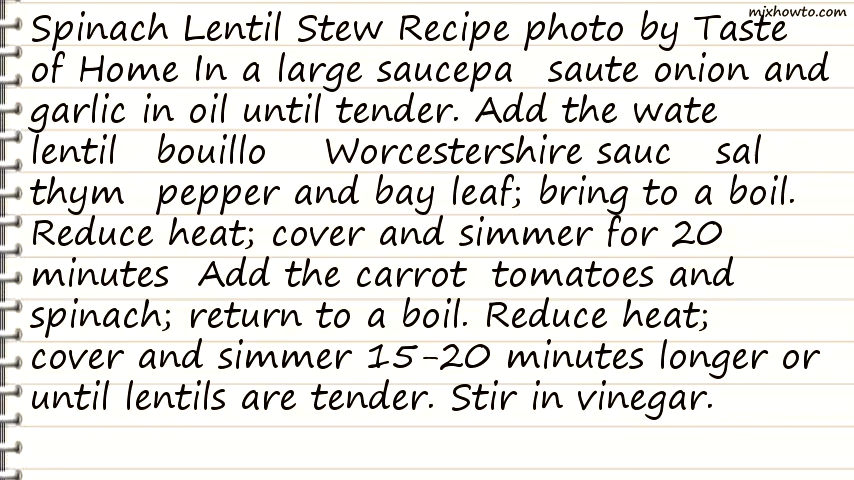 mjxhowto.com
Spinach Lentil Stew Recipe photo by Taste
of Home In a large saucepa saute onion and
garlic in oil until tender. Add the wate
lentil bouillo Worcestershire sauc sal
thym pepper and bay leaf; bring to a boil.
Reduce heat; cover and simmer for 20
minutes Add the carrot tomatoes and
spinach; return to a boil. Reduce heat;
cover and simmer 15-20 minutes longer or
until lentils are tender. Stir in vinegar.